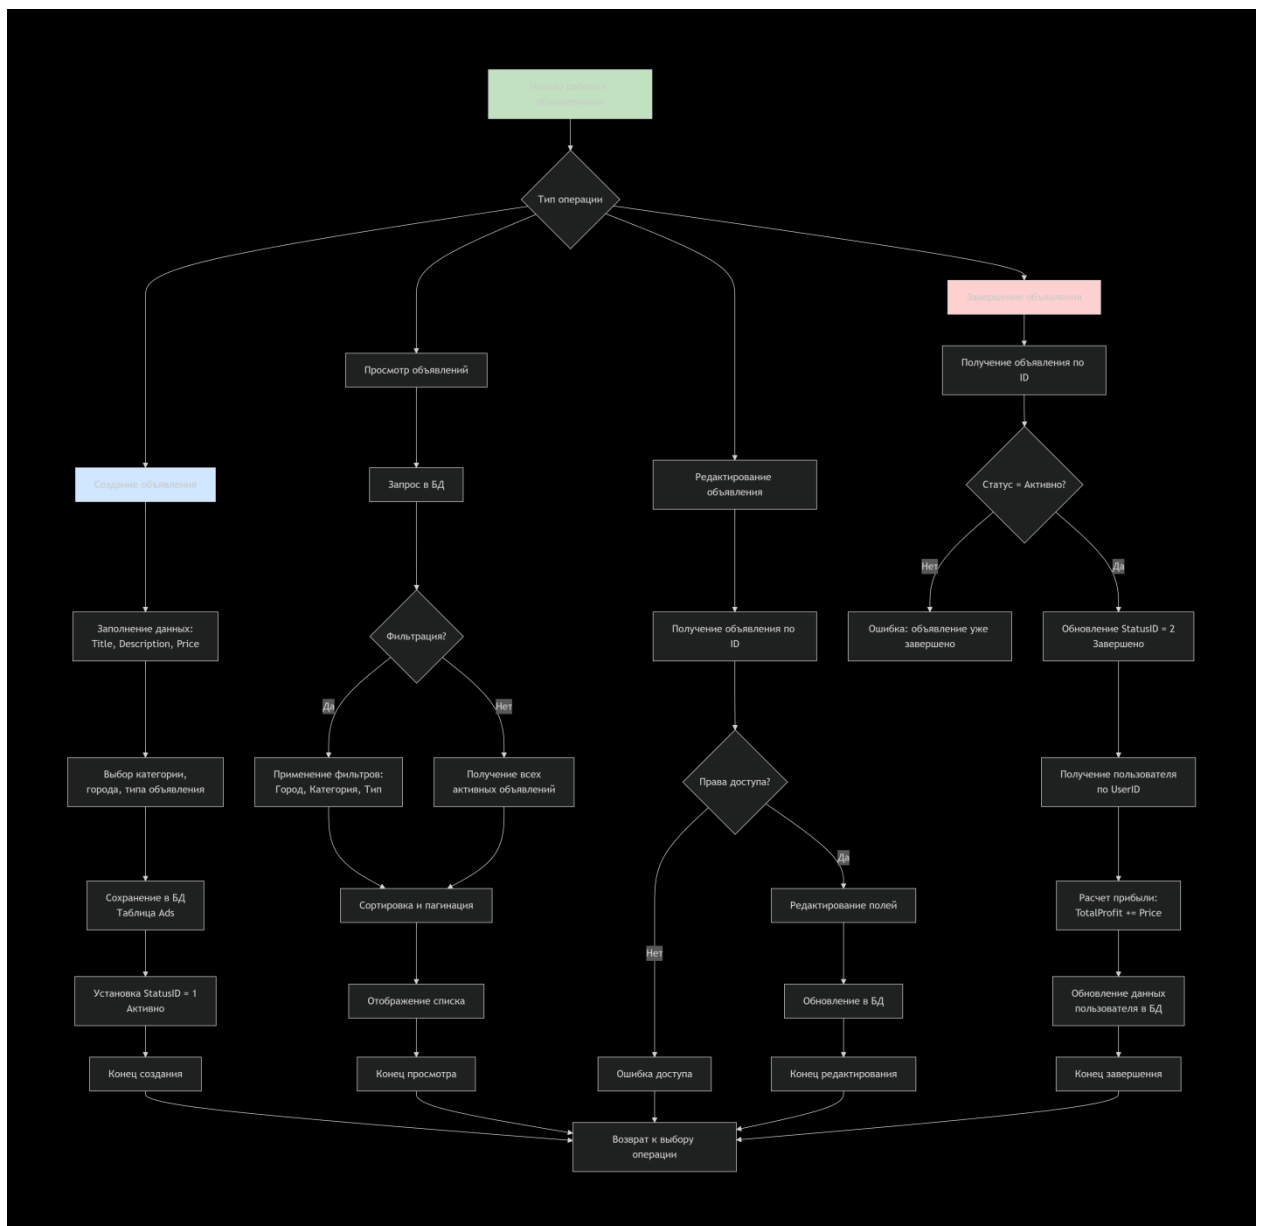 Начало работы с
объявлениями
Тип операции
Завершение объявления
Получение объявления по
ID
Просмотр объявлений
Редактирование
объявления
Создание объявления
Запрос в БД
Статус = Активно?
Нет
Да
Заполнение данных:
Title, Description, Price
Фильтрация?
Получение объявления по
ID
Ошибка: объявление уже
завершено
Обновление StatusID = 2
Завершено
Да
Нет
Выбор категории,
города, типа объявления
Применение фильтров:
Город, Категория, Тип
Получение всех
активных объявлений
Права доступа?
Получение пользователя
по UserID
Да
Сохранение в БД
Таблица Ads
Сортировка и пагинация
Редактирование полей
Расчет прибыли:
TotalProfit += Price
Нет
Установка StatusID = 1
Активно
Отображение списка
Обновление в БД
Обновление данных
пользователя в БД
Конец создания
Конец просмотра
Ошибка доступа
Конец редактирования
Конец завершения
Возврат к выбору
операции